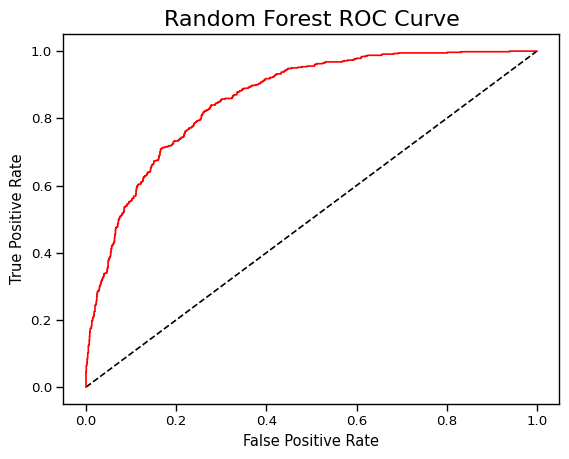 Random Forest ROC Curve
1.0
0.8
0.6
0.4
0.2
0.0
True Positive Rate
0.0 0.2 0.4 0.6 0.8 1.0
False Positive Rate